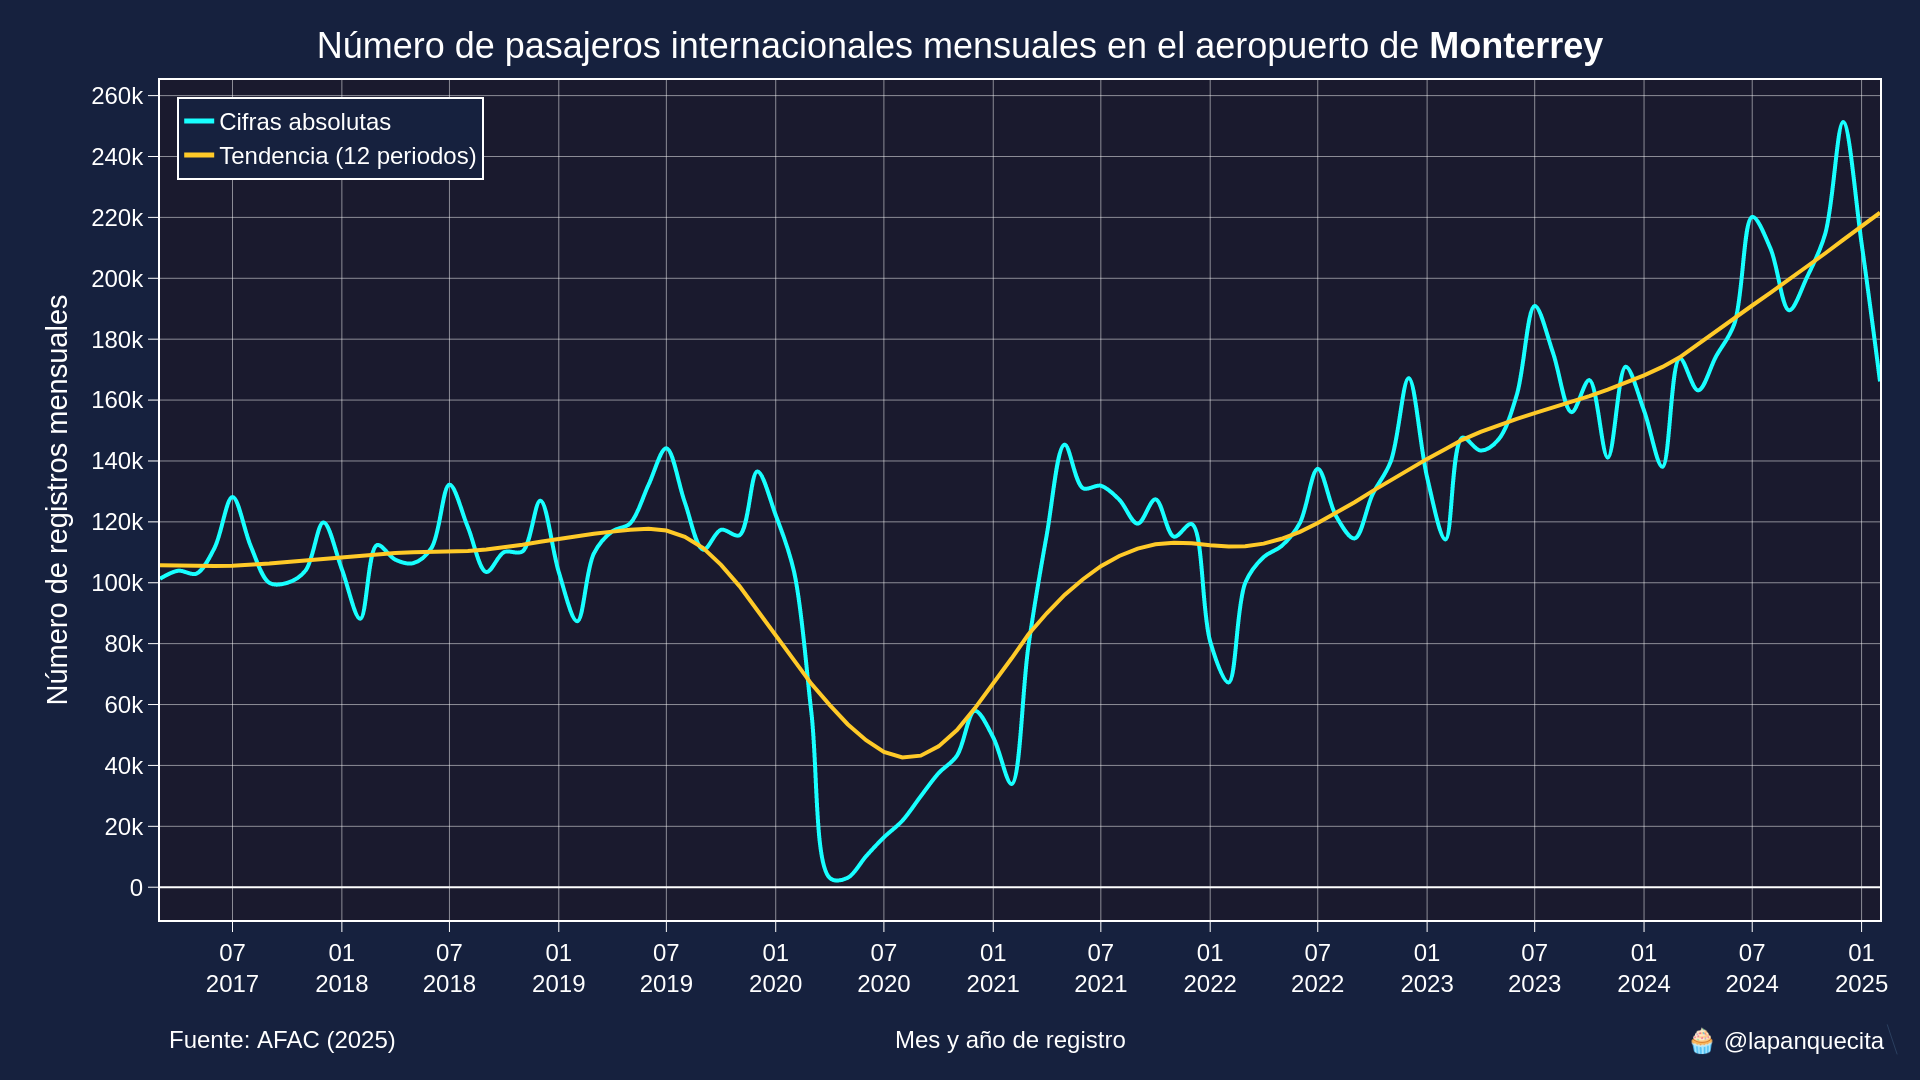 Número de pasajeros internacionales mensuales en el aeropuerto de Monterrey
Cifras absolutas
Tendencia (12 periodos)
Número de registros mensuales
260k
240k
220k
200k
180k
160k
140k
120k
100k
80k
60k
40k
20k
0
07 01 07 01 07 01 07 01 07 01 07 01 07 01 07 01
2017 2018 2018 2019 2019 2020 2020 2021 2021 2022 2022 2023 2023 2024 2024 2025
Fuente: AFAC (2025) Mes y año de registro 🧁 @lapanquecita